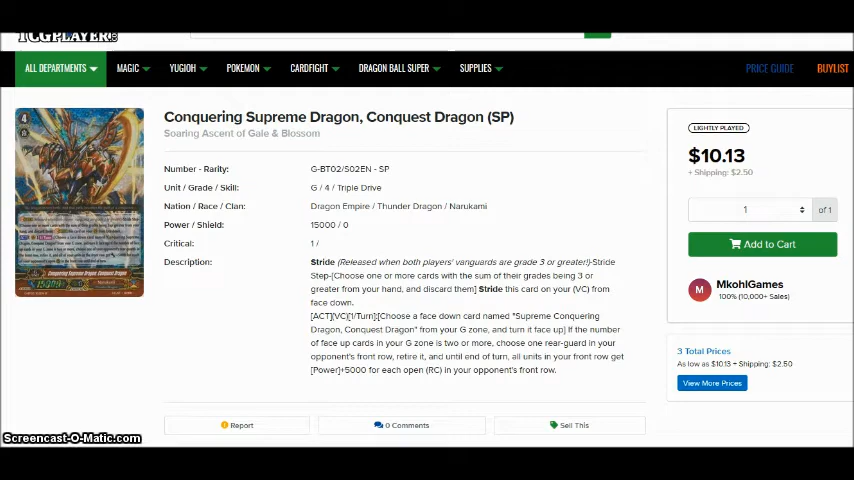 TCGPLAYER
ALL DEPARTMENTS MAGIC YUGIOH POKEMON CARDFIGHT DRAGON BALL SUPER SUPPLIES PRICE GUIDE BUYLIST
Conquering Supreme Dragon, Conquest Dragon (SP)
Soaring Ascent of Gale & Blossom
Number - Rarity: G-BT02/S02EN - SP
Unit / Grade / Skill: G / 4 / Triple Drive
Nation / Race / Clan: Dragon Empire / Thunder Dragon / Narukami
Power / Shield: 15000 / 0
Critical: 1 /
Description: Stride (Released when both players' vanguards are grade 3 or greater!)-Stride
Step-[Choose one or more cards with the sum of their grades being 3 or
greater from your hand, and discard them] Stride this card on your (VC) from
face down.
[ACT](VC)[1/Turn]:[Choose a face down card named "Supreme Conquering
Dragon, Conquest Dragon" from your G zone, and turn it face up] If the number
of face up cards in your G zone is two or more, choose one rear-guard in your
opponent's front row, retire it, and until end of turn, all units in your front row get
[Power]+5000 for each open (RC) in your opponent's front row.
Report
0 Comments
Sell This
LIGHTLY PLAYED
$10.13
+ Shipping: $2.50
1 of 1
Add to Cart
M
MkohlGames
100% (10,000+ Sales)
3 Total Prices
As low as $10.13 + Shipping: $2.50
View More Prices
4
Conquering Supreme Dragon, Conquest Dragon
15000
Narukami
Screencast-O-Matic.com